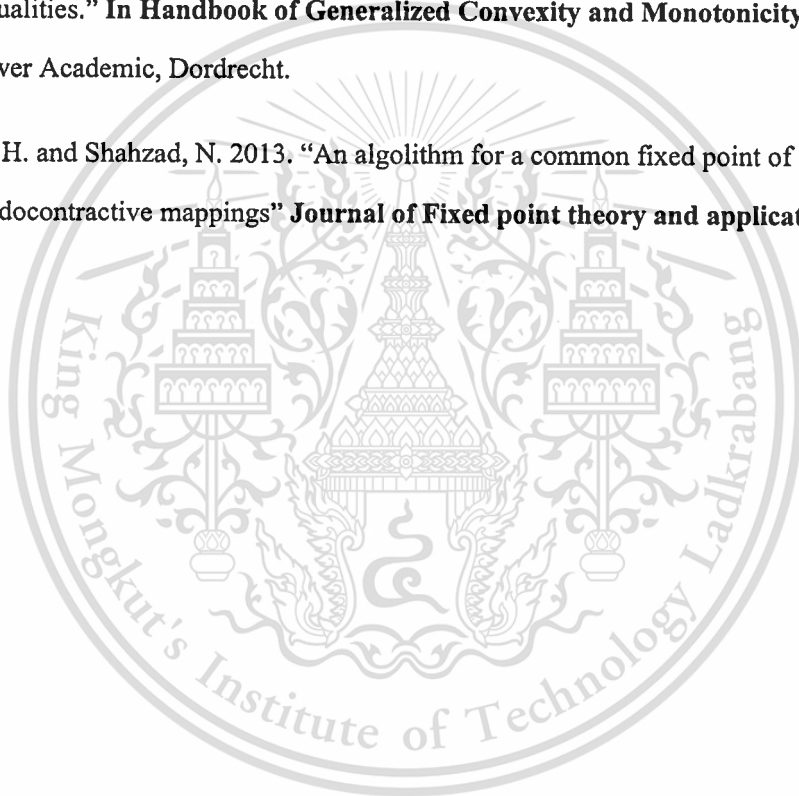 ualities.” In Handbook of Generalized Convexity and Monotonicity
ver Academic, Dordrecht.
H. and Shahzad, N. 2013. “An algolithm for a common fixed point of
docontractive mappings” Journal of Fixed point theory and applicat
King Mongkut's Institute of Technology Ladkrabang